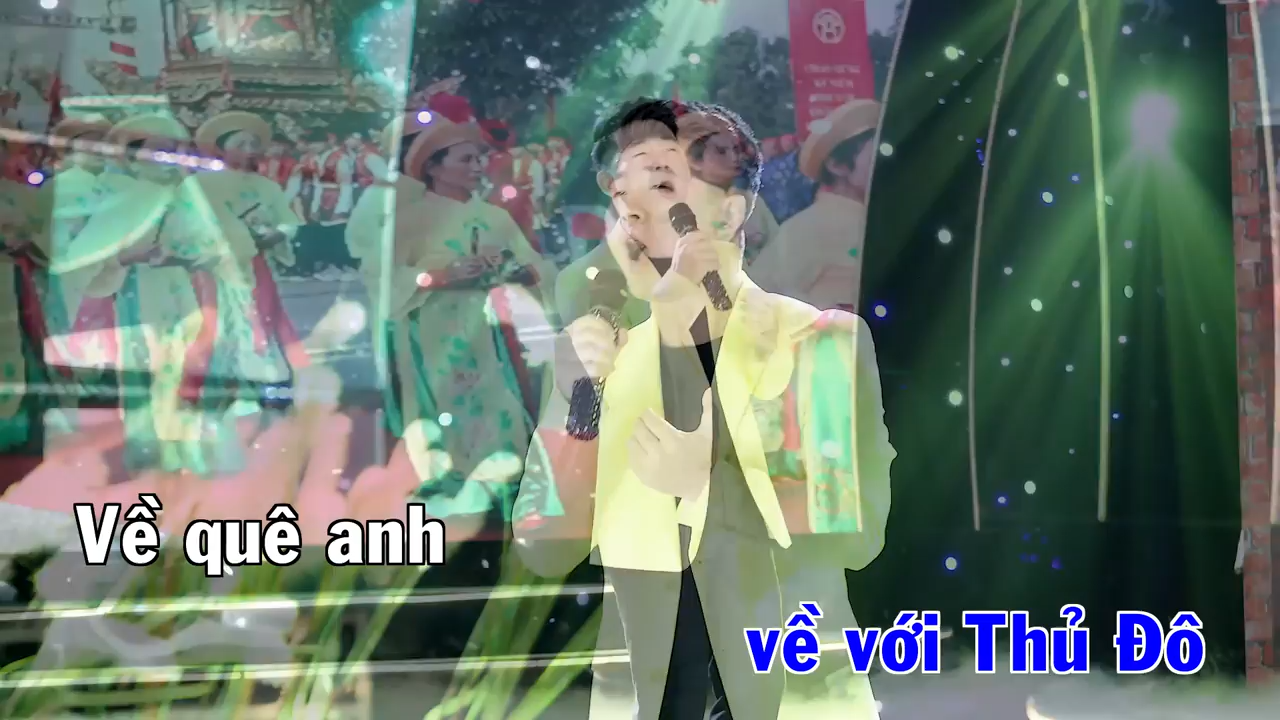 Về quê anh
về với Thủ Đô